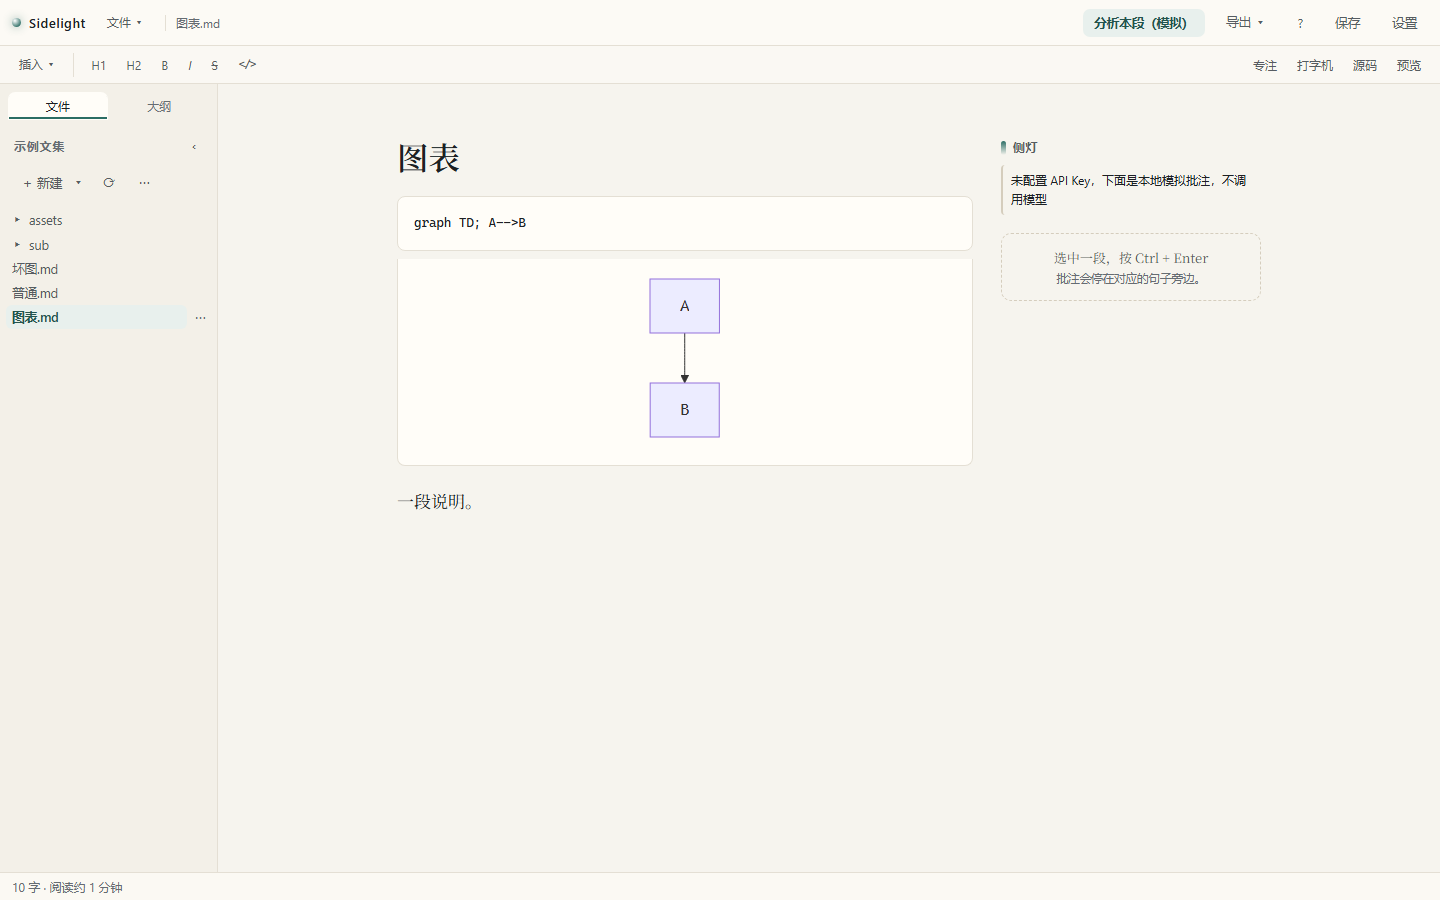 Sidelight 文件 图表.md 分析本段（模拟） 导出 ? 保存 设置
插入 H1 H2 B I S </> 专注 打字机 源码 预览
文件 大纲
示例文集
+ 新建 ···
assets
sub
坏图.md
普通.md
图表.md ···
图表
graph TD; A-->B
A
B
一段说明。
侧灯
未配置 API Key，下面是本地模拟批注，不调
用模型
选中一段，按 Ctrl + Enter
批注会停在对应的句子旁边。
10 字 · 阅读约 1 分钟